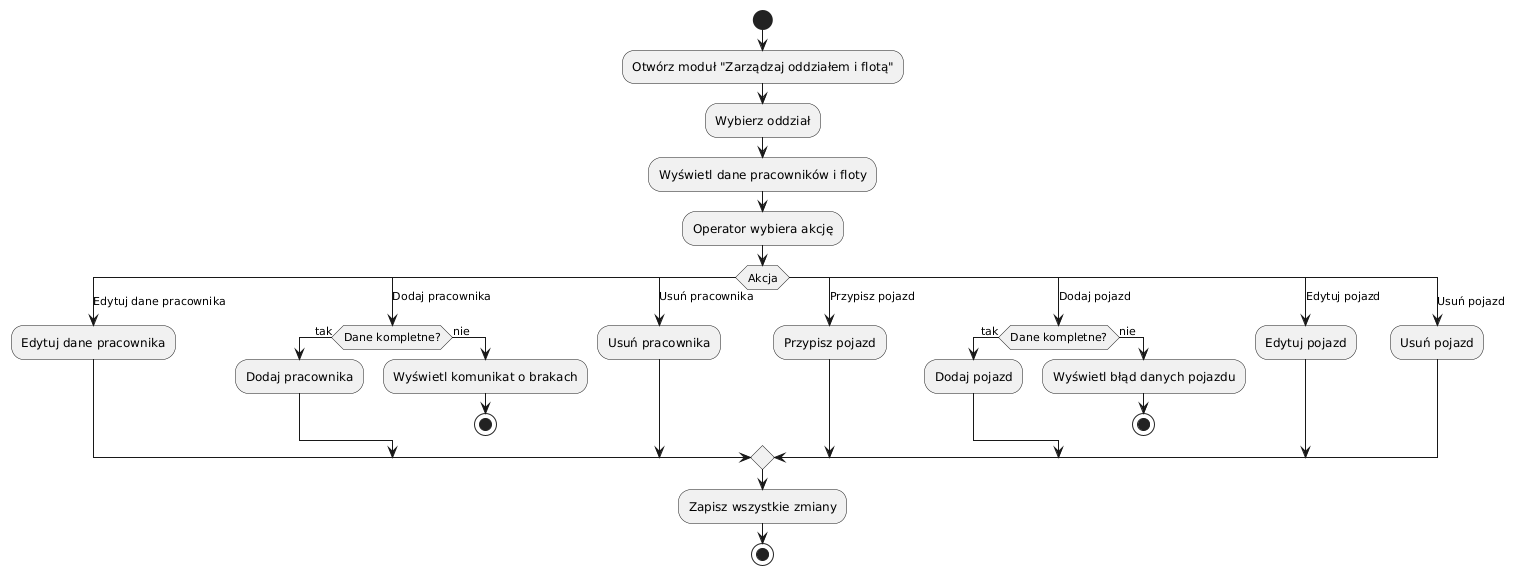 Otwórz moduł "Zarządzaj oddziałem i flotą"
Wybierz oddział
Wyświetl dane pracowników i floty
Operator wybiera akcję
Akcja
Edytuj dane pracownika
Dodaj pracownika
Usuń pracownika
Przypisz pojazd
Dodaj pojazd
Edytuj pojazd
Usuń pojazd
Edytuj dane pracownika
tak
Dane kompletne?
nie
Usuń pracownika
Przypisz pojazd
tak
Dane kompletne?
nie
Edytuj pojazd
Usuń pojazd
Dodaj pracownika
Wyświetl komunikat o brakach
Dodaj pojazd
Wyświetl błąd danych pojazdu
Zapisz wszystkie zmiany